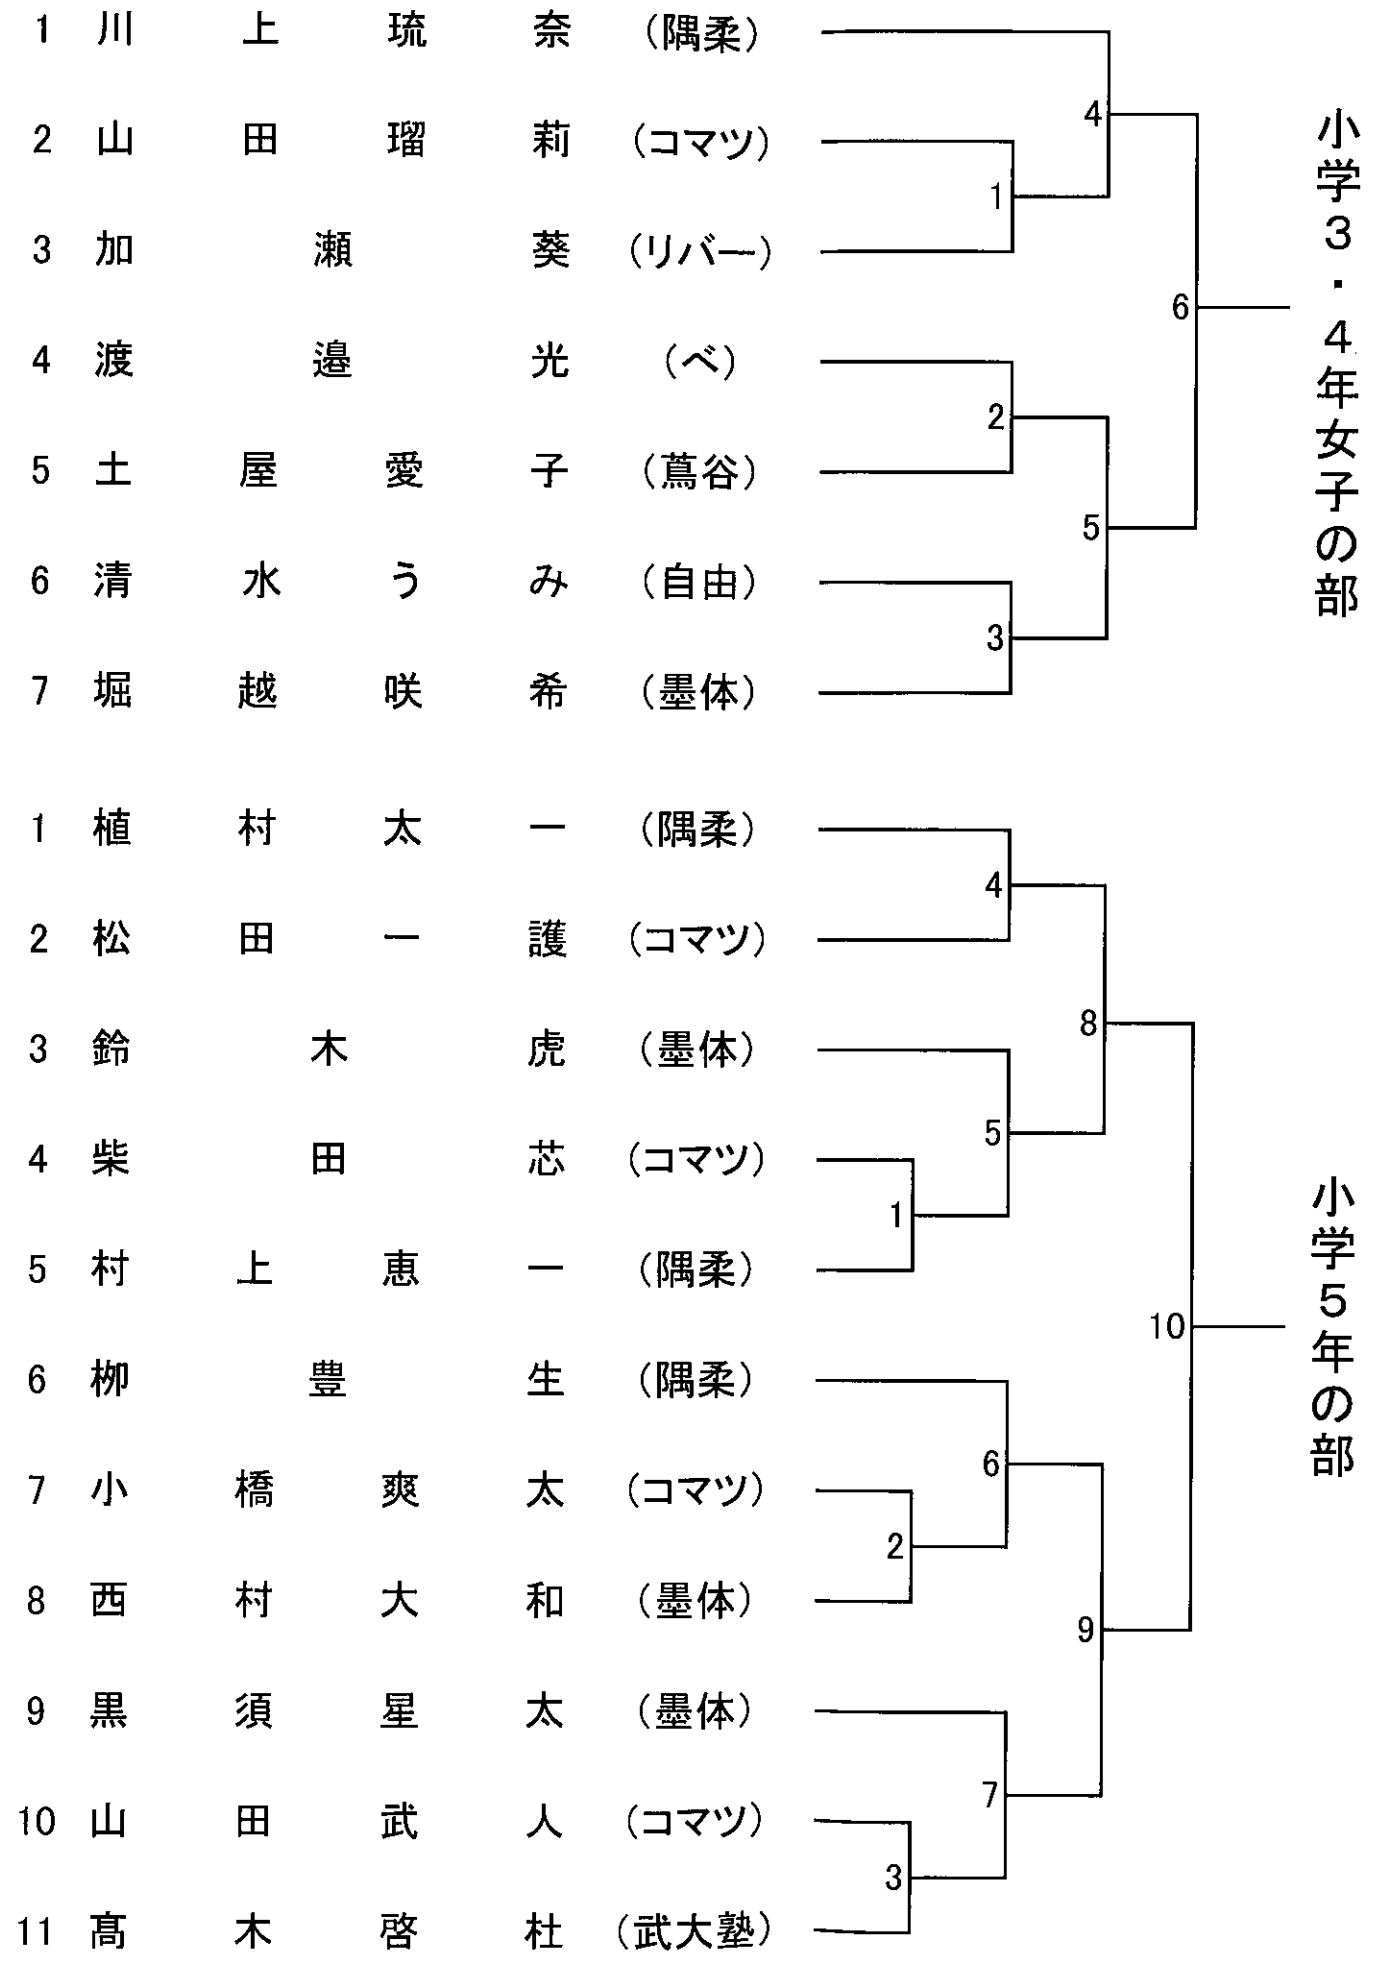 1 川上琉奈 (隅柔)
2 山田瑠莉 (コマツ)
3 加瀬葵 (リバー)
4 渡邉光 (ベ)
5 土屋愛子 (蔦谷)
6 清水うみ (自由)
7 堀越咲希 (墨体)
4
1
6
2
5
3
小学3・4年女子の部
1 植村太一 (隅柔)
2 松田一護 (コマツ)
3 鈴木虎 (墨体)
4 柴田芯 (コマツ)
5 村上恵一 (隅柔)
6 栁豊生 (隅柔)
7 小橋爽太 (コマツ)
8 西村大和 (墨体)
9 黒須星太 (墨体)
10 山田武人 (コマツ)
11 髙木啓杜 (武大塾)
4
8
5
1
10
6
2
9
7
3
小学5年の部